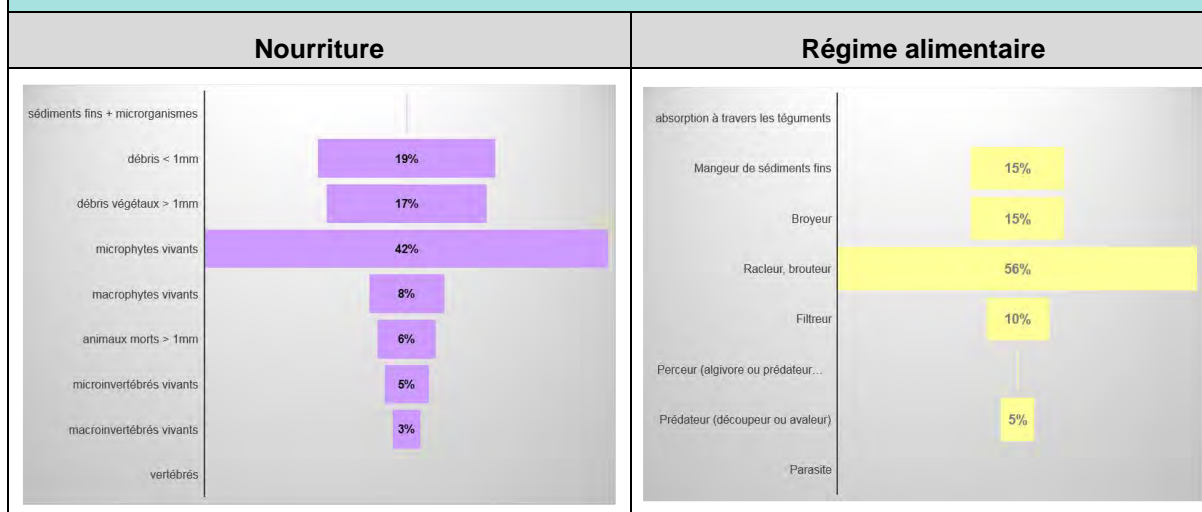 Nourriture
Régime alimentaire
sédiments fins + microrganismes
débris < 1mm
19%
débris végétaux > 1mm
17%
microphytes vivants
42%
macrophytes vivants
8%
animaux morts > 1mm
6%
microinvertébrés vivants
5%
macroinvertébrés vivants
3%
vertébrés
absorption à travers les téguments
Mangeur de sédiments fins
15%
Broyeur
15%
Racleur, brouteur
56%
Filtreur
10%
Perceur (algivore ou prédateur...
Prédateur (découpeur ou avaleur)
5%
Parasite